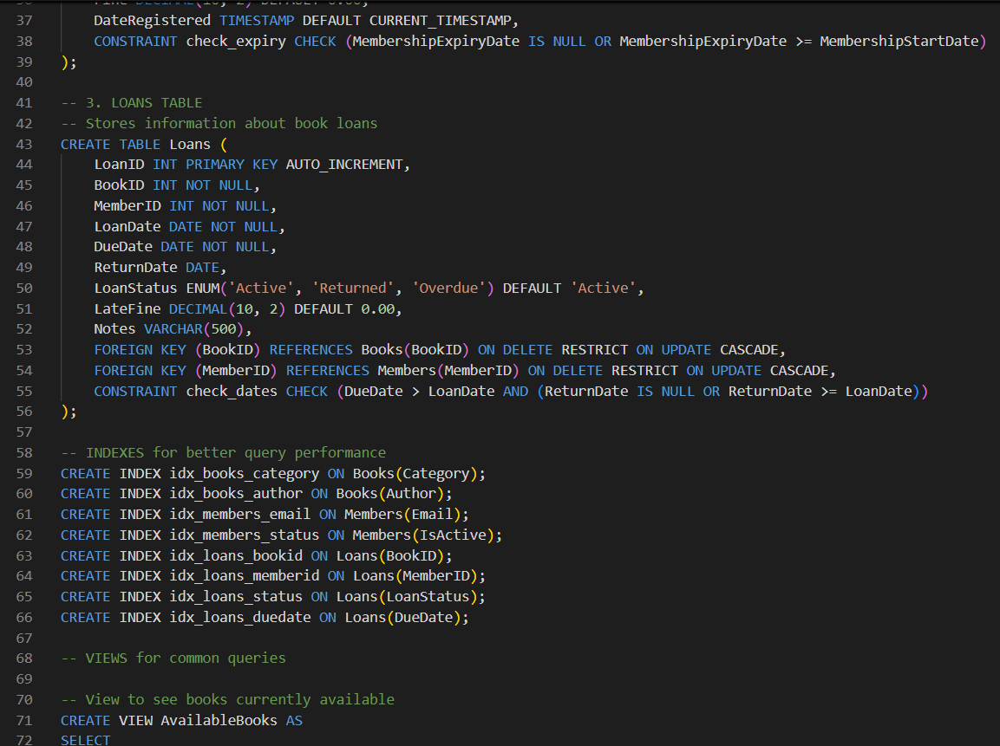 37 DateRegistered TIMESTAMP DEFAULT CURRENT_TIMESTAMP,
38 CONSTRAINT check_expiry CHECK (MembershipExpiryDate IS NULL OR MembershipExpiryDate >= MembershipStartDate)
39 );
40
41 -- 3. LOANS TABLE
42 -- Stores information about book loans
43 CREATE TABLE Loans (
44 LoanID INT PRIMARY KEY AUTO_INCREMENT,
45 BookID INT NOT NULL,
46 MemberID INT NOT NULL,
47 LoanDate DATE NOT NULL,
48 DueDate DATE NOT NULL,
49 ReturnDate DATE,
50 LoanStatus ENUM('Active', 'Returned', 'Overdue') DEFAULT 'Active',
51 LateFine DECIMAL(10, 2) DEFAULT 0.00,
52 Notes VARCHAR(500),
53 FOREIGN KEY (BookID) REFERENCES Books(BookID) ON DELETE RESTRICT ON UPDATE CASCADE,
54 FOREIGN KEY (MemberID) REFERENCES Members(MemberID) ON DELETE RESTRICT ON UPDATE CASCADE,
55 CONSTRAINT check_dates CHECK (DueDate > LoanDate AND (ReturnDate IS NULL OR ReturnDate >= LoanDate))
56 );
57
58 -- INDEXES for better query performance
59 CREATE INDEX idx_books_category ON Books(Category);
60 CREATE INDEX idx_books_author ON Books(Author);
61 CREATE INDEX idx_members_email ON Members(Email);
62 CREATE INDEX idx_members_status ON Members(IsActive);
63 CREATE INDEX idx_loans_bookid ON Loans(BookID);
64 CREATE INDEX idx_loans_memberid ON Loans(MemberID);
65 CREATE INDEX idx_loans_status ON Loans(LoanStatus);
66 CREATE INDEX idx_loans_duedate ON Loans(DueDate);
67
68 -- VIEWS for common queries
69
70 -- View to see books currently available
71 CREATE VIEW AvailableBooks AS
72 SELECT